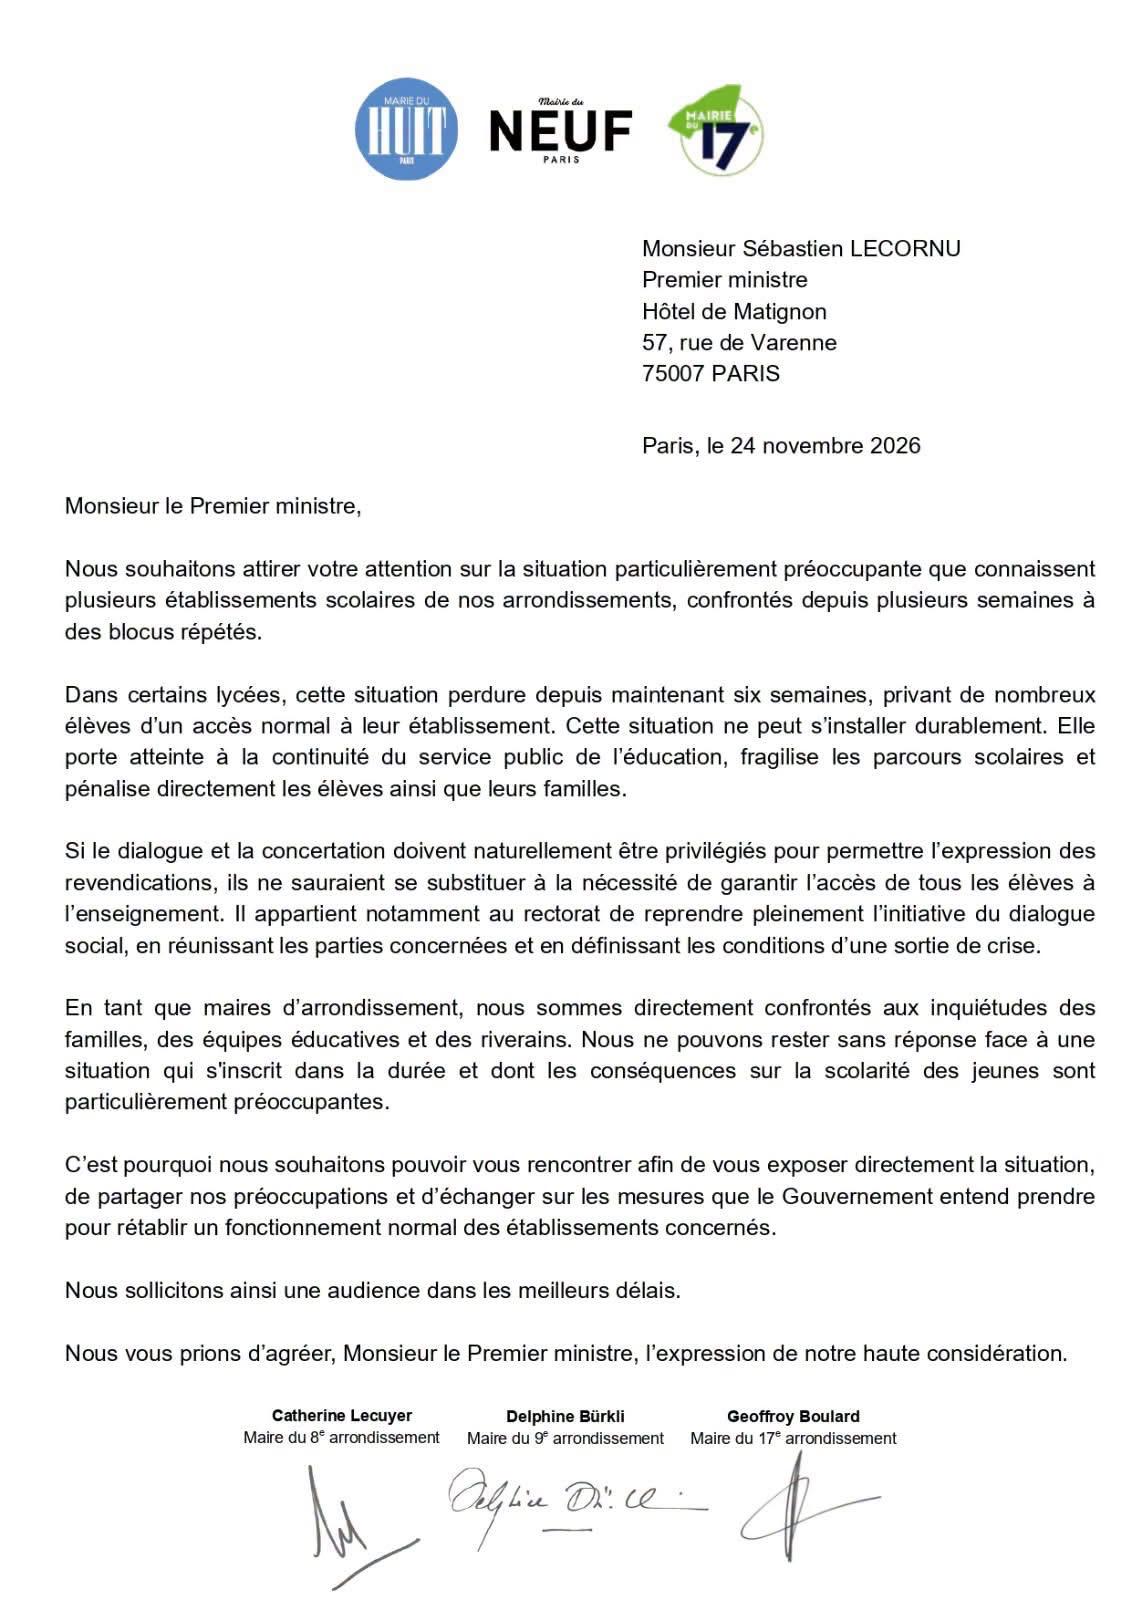 MARIE DU
HUIT
PARIS
Mairie du
NEUF
PARIS
MAIRIE
DU 17e
Monsieur Sébastien LECORNU
Premier ministre
Hôtel de Matignon
57, rue de Varenne
75007 PARIS
Paris, le 24 novembre 2026
Monsieur le Premier ministre,
Nous souhaitons attirer votre attention sur la situation particulièrement préoccupante que connaissent
plusieurs établissements scolaires de nos arrondissements, confrontés depuis plusieurs semaines à
des blocus répétés.
Dans certains lycées, cette situation perdure depuis maintenant six semaines, privant de nombreux
élèves d’un accès normal à leur établissement. Cette situation ne peut s’installer durablement. Elle
porte atteinte à la continuité du service public de l’éducation, fragilise les parcours scolaires et
pénalise directement les élèves ainsi que leurs familles.
Si le dialogue et la concertation doivent naturellement être privilégiés pour permettre l’expression des
revendications, ils ne sauraient se substituer à la nécessité de garantir l’accès de tous les élèves à
l’enseignement. Il appartient notamment au rectorat de reprendre pleinement l’initiative du dialogue
social, en réunissant les parties concernées et en définissant les conditions d’une sortie de crise.
En tant que maires d’arrondissement, nous sommes directement confrontés aux inquiétudes des
familles, des équipes éducatives et des riverains. Nous ne pouvons rester sans réponse face à une
situation qui s'inscrit dans la durée et dont les conséquences sur la scolarité des jeunes sont
particulièrement préoccupantes.
C’est pourquoi nous souhaitons pouvoir vous rencontrer afin de vous exposer directement la situation,
de partager nos préoccupations et d’échanger sur les mesures que le Gouvernement entend prendre
pour rétablir un fonctionnement normal des établissements concernés.
Nous sollicitons ainsi une audience dans les meilleurs délais.
Nous vous prions d’agréer, Monsieur le Premier ministre, l’expression de notre haute considération.
Catherine Lecuyer Delphine Bürkli Geoffroy Boulard
Maire du 8e arrondissement Maire du 9e arrondissement Maire du 17e arrondissement